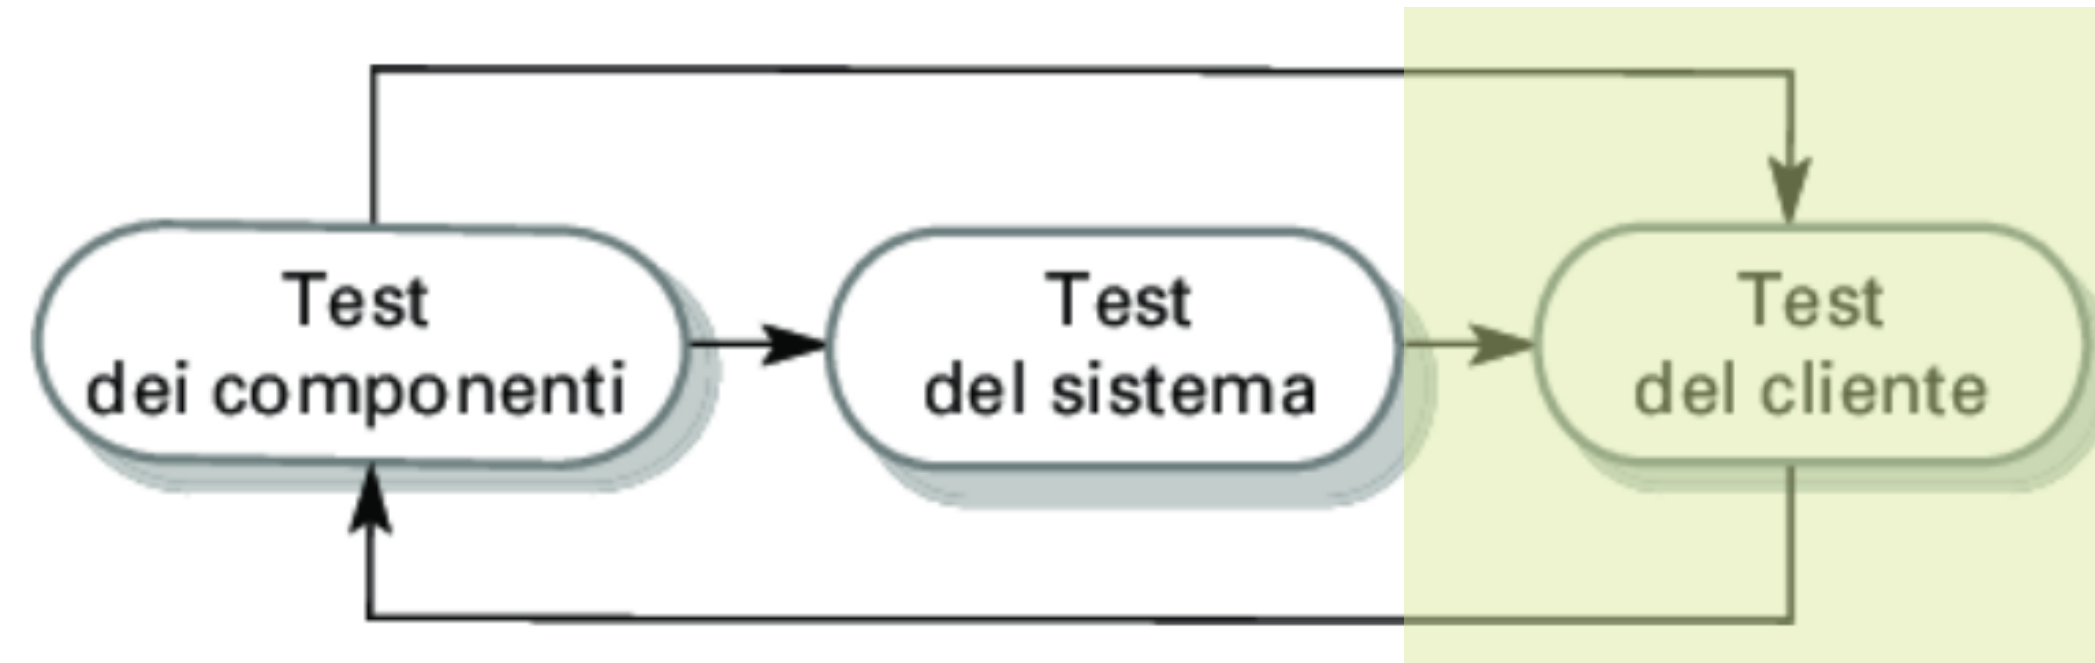 Test
dei componenti
Test
del sistema
Test
del cliente